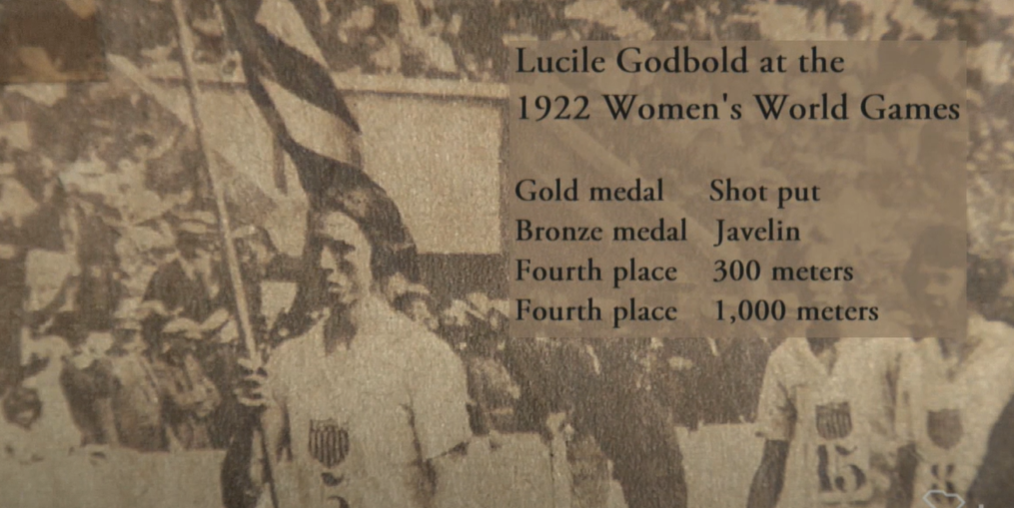 Lucile Godbold at the
1922 Women's World Games
Gold medal Shot put
Bronze medal Javelin
Fourth place 300 meters
Fourth place 1,000 meters
5
15